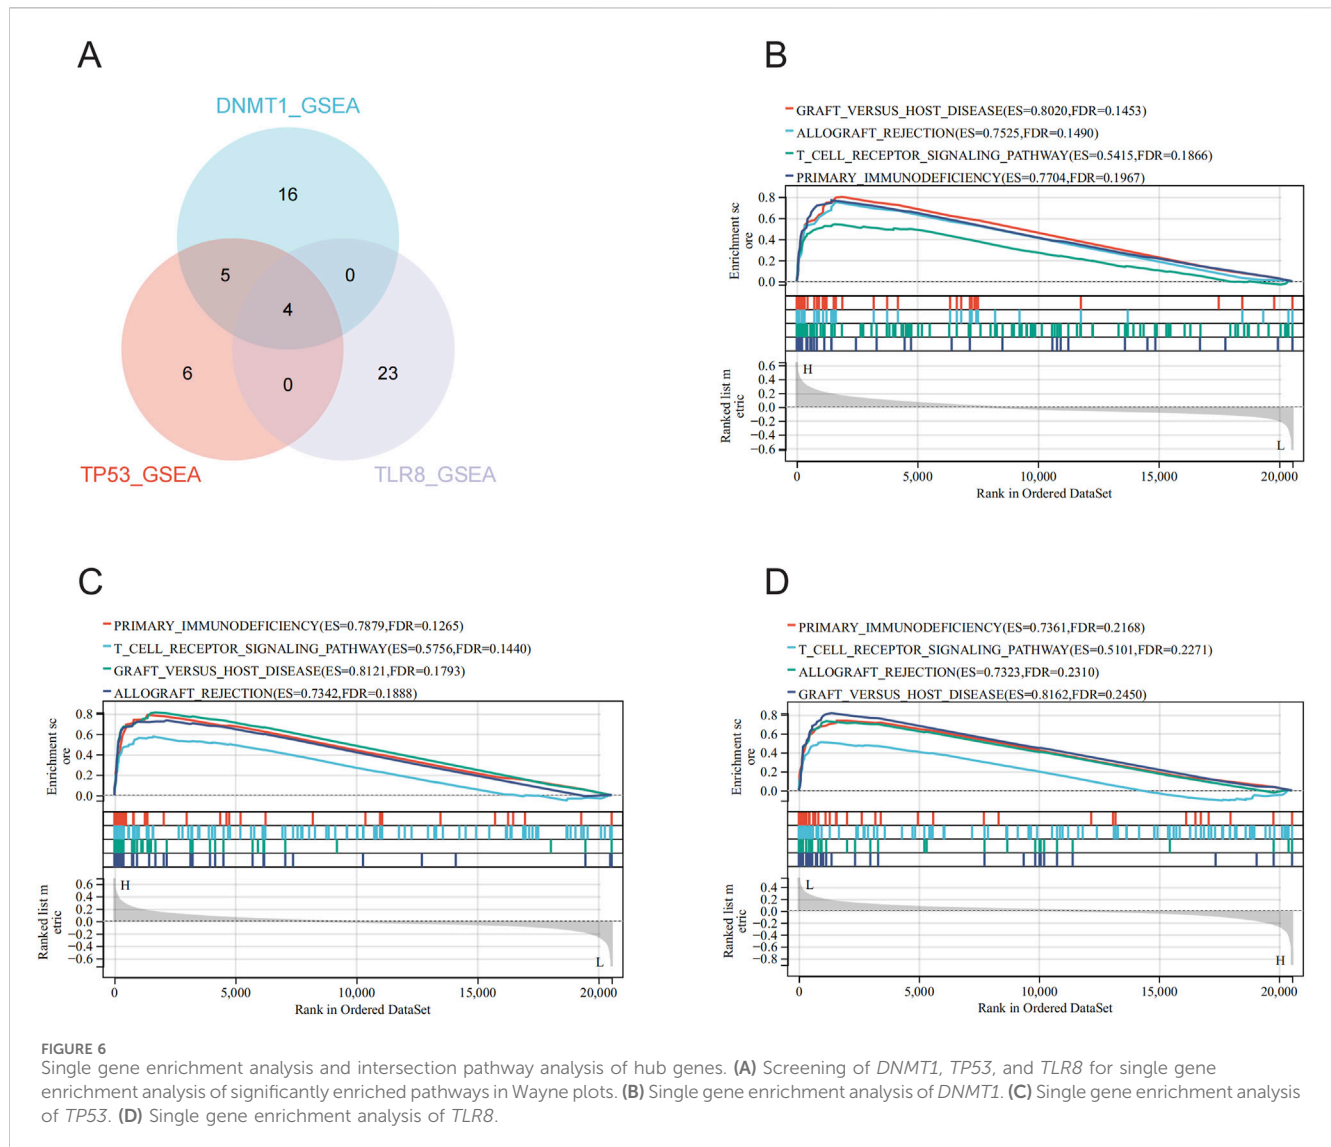 A
DNMT1_GSEA
16
5
0
4
6
0
23
TP53_GSEA
TLR8_GSEA
B
GRAFT_VERSUS_HOST_DISEASE(ES=0.8020,FDR=0.1453)
ALLOGRAFT_REJECTION(ES=0.7525,FDR=0.1490)
T_CELL_RECEPTOR_SIGNALING_PATHWAY(ES=0.5415,FDR=0.1866)
PRIMARY_IMMUNODEFICIENCY(ES=0.7704,FDR=0.1967)
Enrichment sc
ore
0.8
0.6
0.4
0.2
0.0
Ranked list m
etric
0.6
0.4
0.2
0.0
−0.2
−0.4
−0.6
H
L
0
5,000
10,000
15,000
20,000
Rank in Ordered DataSet
C
PRIMARY_IMMUNODEFICIENCY(ES=0.7879,FDR=0.1265)
T_CELL_RECEPTOR_SIGNALING_PATHWAY(ES=0.5756,FDR=0.1440)
GRAFT_VERSUS_HOST_DISEASE(ES=0.8121,FDR=0.1793)
ALLOGRAFT_REJECTION(ES=0.7342,FDR=0.1888)
Enrichment sc
ore
0.8
0.6
0.4
0.2
0.0
Ranked list m
etric
0.6
0.4
0.2
0.0
−0.2
−0.4
−0.6
H
L
0
5,000
10,000
15,000
20,000
Rank in Ordered DataSet
D
PRIMARY_IMMUNODEFICIENCY(ES=0.7361,FDR=0.2168)
T_CELL_RECEPTOR_SIGNALING_PATHWAY(ES=0.5101,FDR=0.2271)
ALLOGRAFT_REJECTION(ES=0.7323,FDR=0.2310)
GRAFT_VERSUS_HOST_DISEASE(ES=0.8162,FDR=0.2450)
Enrichment sc
ore
0.8
0.6
0.4
0.2
0.0
Ranked list m
etric
0.4
0.2
0.0
−0.2
−0.4
−0.6
−0.8
L
H
0
5,000
10,000
15,000
20,000
Rank in Ordered DataSet
FIGURE 6
Single gene enrichment analysis and intersection pathway analysis of hub genes. (A) Screening of DNMT1, TP53, and TLR8 for single gene
enrichment analysis of significantly enriched pathways in Wayne plots. (B) Single gene enrichment analysis of DNMT1. (C) Single gene enrichment analysis
of TP53. (D) Single gene enrichment analysis of TLR8.